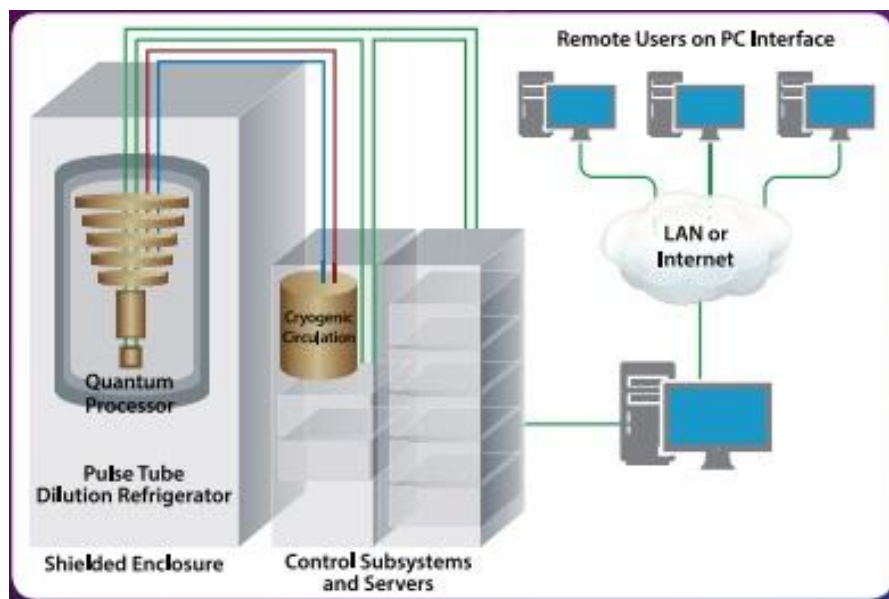 Remote Users on PC Interface
LAN or
Internet
Cryogenic
Circulation
Quantum
Processor
Pulse Tube
Dilution Refrigerator
Shielded Enclosure
Control Subsystems
and Servers